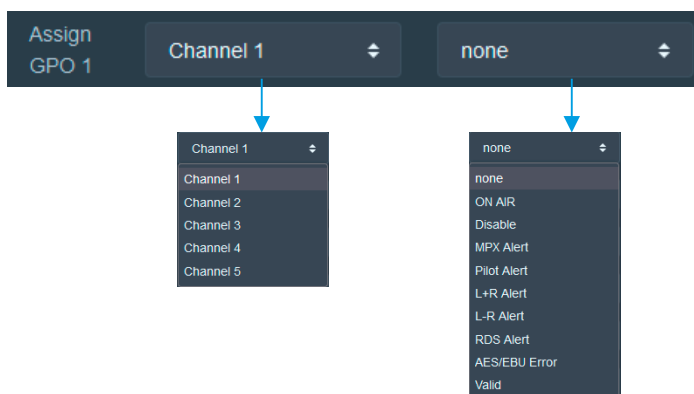 Assign
GPO 1
Channel 1
none
Channel 1
Channel 1
Channel 2
Channel 3
Channel 4
Channel 5
none
none
ON AIR
Disable
MPX Alert
Pilot Alert
L+R Alert
L-R Alert
RDS Alert
AES/EBU Error
Valid